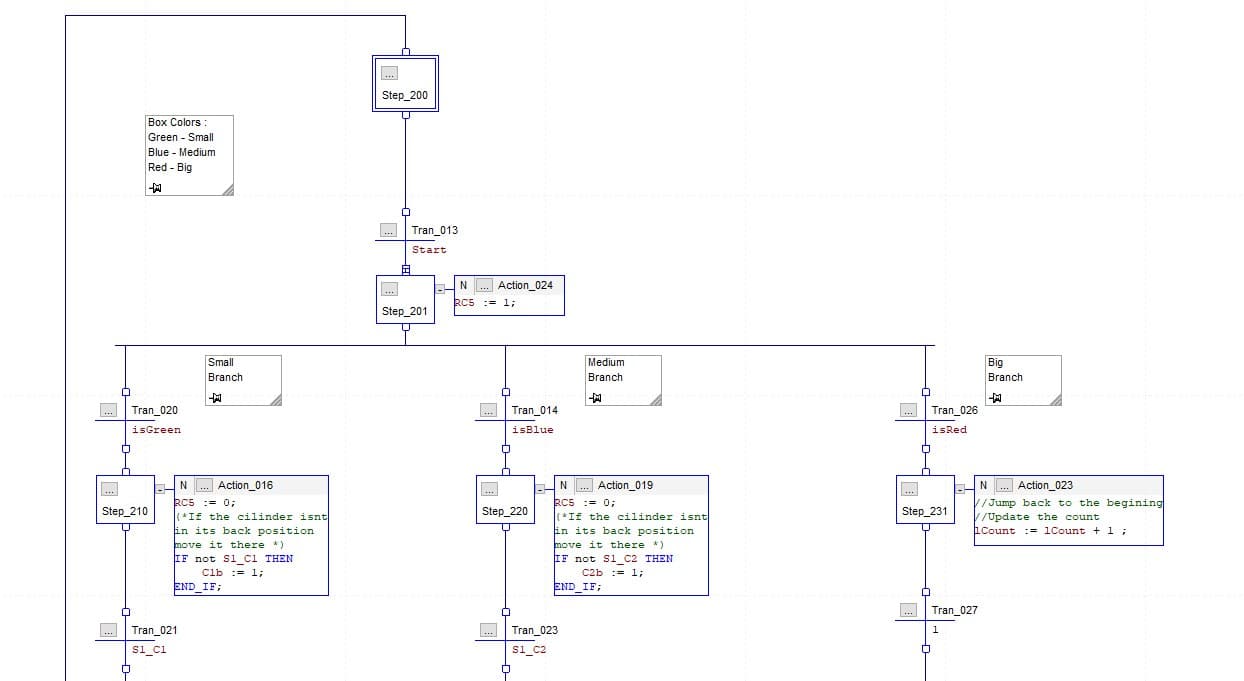 ...
Step_200
Box Colors :
Green - Small
Blue - Medium
Red - Big
... Tran_013
Start
...
Step_201
N ... Action_024
RC5 := 1;
Small
Branch
Medium
Branch
Big
Branch
... Tran_020
isGreen
... Tran_014
isBlue
... Tran_026
isRed
...
Step_210
N ... Action_016
RC5 := 0;
(*If the cilinder isnt
in its back position
move it there *)
IF not S1_C1 THEN
C1b := 1;
END_IF;
...
Step_220
N ... Action_019
RC5 := 0;
(*If the cilinder isnt
in its back position
move it there *)
IF not S1_C2 THEN
C2b := 1;
END_IF;
...
Step_231
N ... Action_023
//Jump back to the begining
//Update the count
lCount := lCount + 1 ;
... Tran_021
S1_C1
... Tran_023
S1_C2
... Tran_027
1